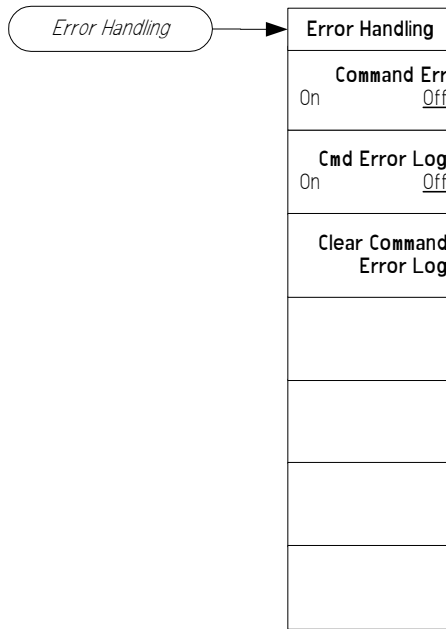 Error Handling
Error Handling
Command Err
On Off
Cmd Error Log
On Off
Clear Command
Error Log